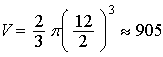 V = 2/3 π(12/2)³ ≈ 905